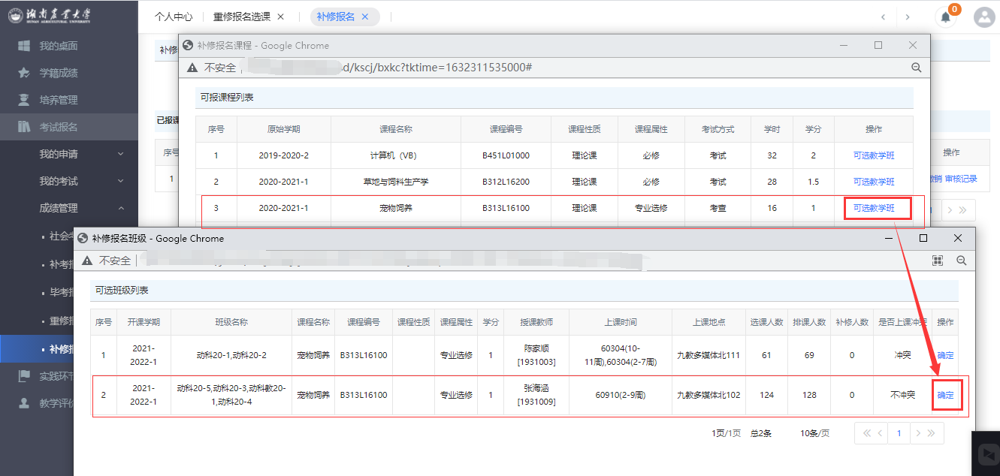 湖南农业大学
HUNAN AGRICULTURAL UNIVERSITY
个人中心 重修报名选课 × 补修报名 ×
0
我的桌面
学籍成绩
培养管理
考试报名
我的申请
我的考试
成绩管理
社会考
补考报
毕考报
重修报
补修报
实践环节
教学评价
补修
已报课
序号
1
操作
撤销 审核记录
补修报名课程 - Google Chrome
不安全 d/kscj/bxkc?tktime=1632311535000#
可报课程列表
序号 原始学期 课程名称 课程编号 课程性质 课程属性 考试方式 学时 学分 操作
1 2019-2020-2 计算机（VB） B451L01000 理论课 必修 考试 32 2 可选教学班
2 2020-2021-1 草地与饲料生产学 B312L16200 理论课 必修 考试 28 1.5 可选教学班
3 2020-2021-1 宠物饲养 B313L16100 理论课 专业选修 考查 16 1 可选教学班
补修报名班级 - Google Chrome
不安全
可选班级列表
序号 开课学期 班级名称 课程名称 课程编号 课程性质 课程属性 学分 授课教师 上课时间 上课地点 选课人数 排课人数 补修人数 是否上课冲突 操作
1 2021-2022-1 动科20-1,动科20-2 宠物饲养 B313L16100 专业选修 1 陈家顺[1931003] 60304(10-11周),60304(2-7周) 九教多媒体北111 61 69 0 冲突 确定
2 2021-2022-1 动科20-5,动科20-3,动科教20-1,动科20-4 宠物饲养 B313L16100 专业选修 1 张海涵[1931009] 60910(2-9周) 九教多媒体北102 124 128 0 不冲突 确定
1页/1页 总2条 10条/页 1